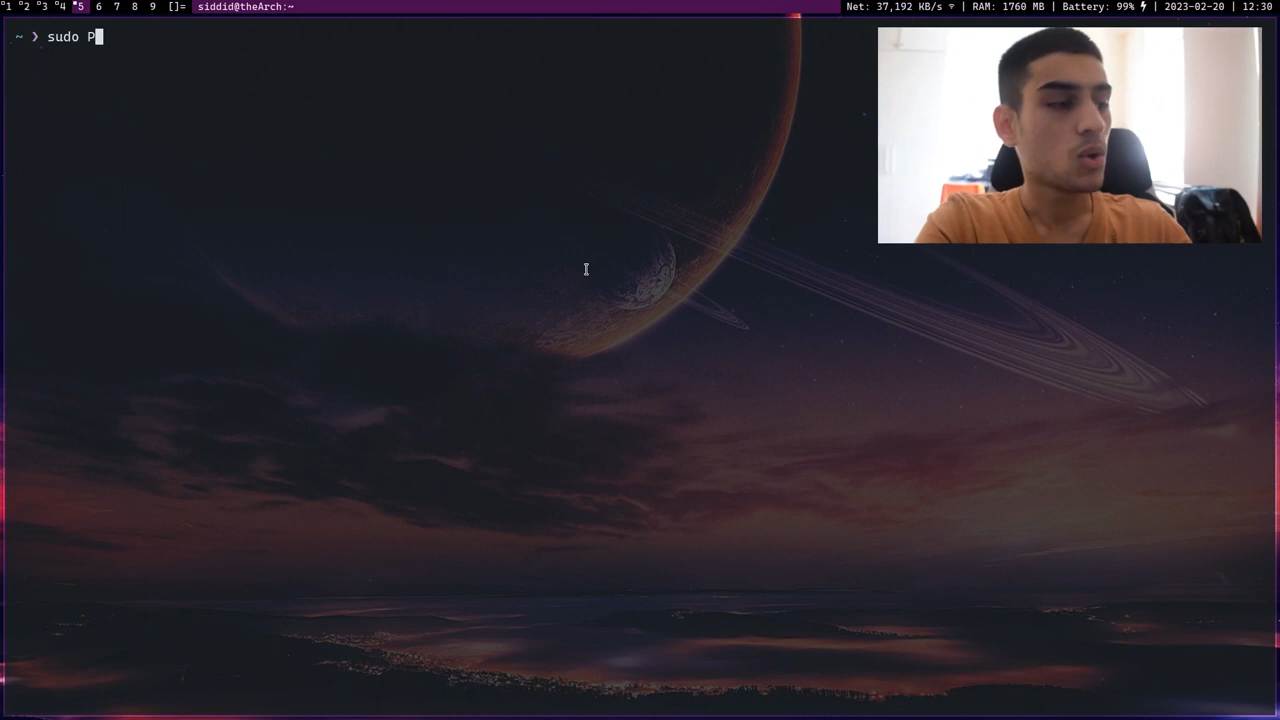 1 2 3 4 5 6 7 8 9 []= siddid@theArch:~ Net: 37,192 KB/s | RAM: 1760 MB | Battery: 99% | 2023-02-20 | 12:30
~ ❯ sudo P